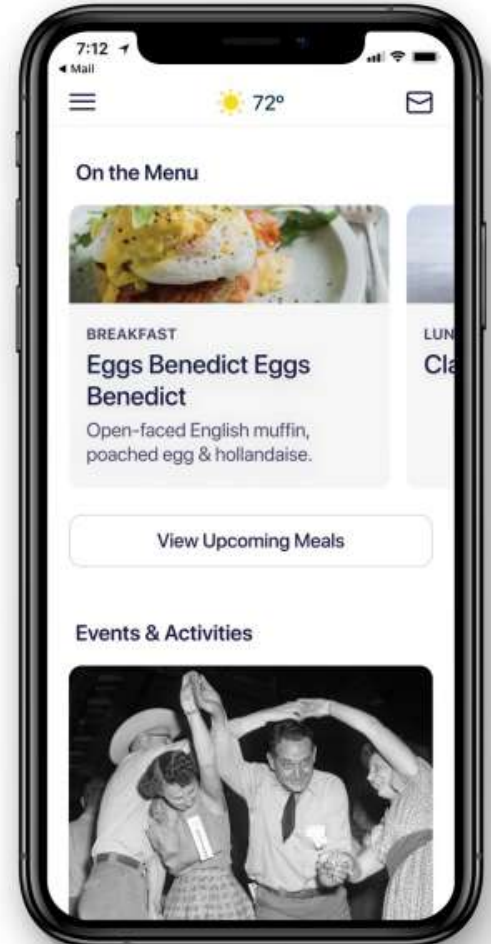 7:12
◀ Mail
72°
On the Menu
BREAKFAST
Eggs Benedict Eggs
Benedict
Open-faced English muffin,
poached egg & hollandaise.
LUN
Cla
View Upcoming Meals
Events & Activities